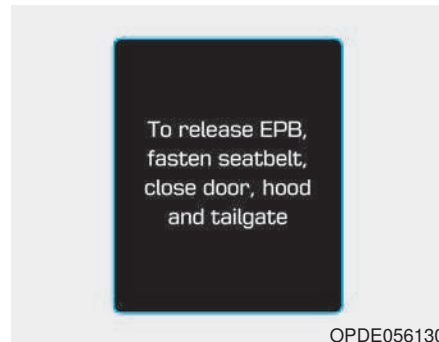 To release EPB,
fasten seatbelt,
close door, hood
and tailgate
OPDE056130